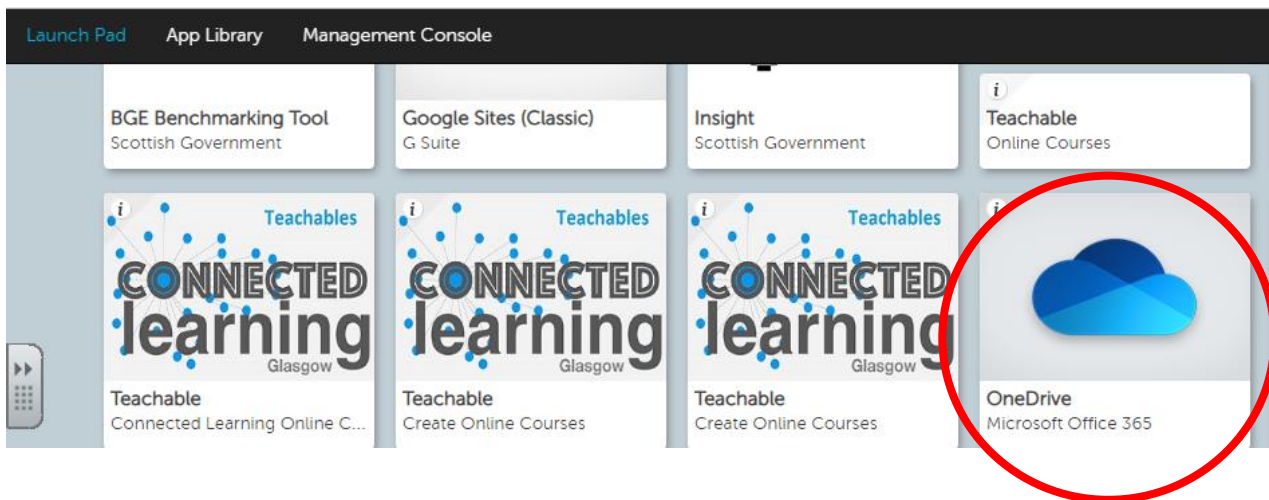 Launch Pad App Library Management Console
BGE Benchmarking Tool
Scottish Government
Google Sites (Classic)
G Suite
Insight
Scottish Government
i
Teachable
Online Courses
i
Teachables
CONNECTED
learning
Glasgow
Teachable
Connected Learning Online C...
i
Teachables
CONNECTED
learning
Glasgow
Teachable
Create Online Courses
i
Teachables
CONNECTED
learning
Glasgow
Teachable
Create Online Courses
i
OneDrive
Microsoft Office 365